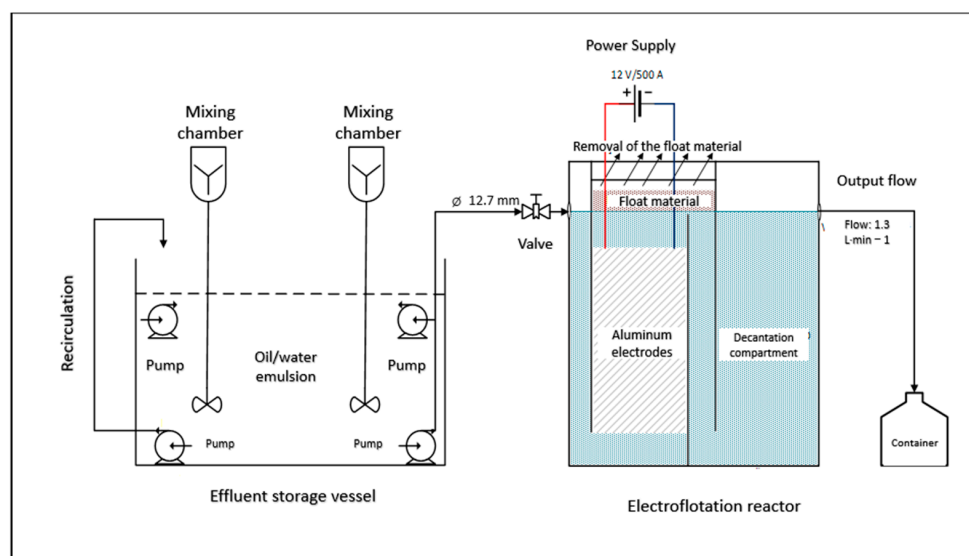 Power Supply
12 V/500 A
+
−
Mixing
chamber
Mixing
chamber
Removal of the float material
Float material
Output flow
Flow: 1.3
L·min – 1
Ø 12.7 mm
Valve
Recirculation
Pump
Oil/water
emulsion
Pump
Pump
Pump
Aluminum
electrodes
Decantation
compartment
Container
Effluent storage vessel
Electroflotation reactor